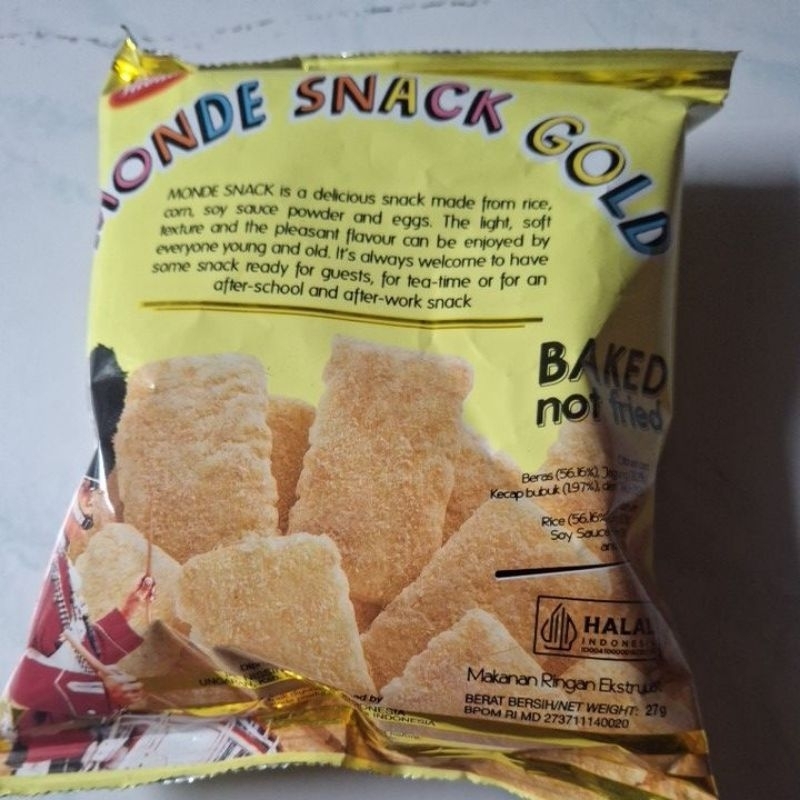 MONDE SNACK GOLD
MONDE SNACK is a delicious snack made from rice,
corn, soy sauce powder and eggs. The light, soft
texture and the pleasant flavour can be enjoyed by
everyone young and old. It's always welcome to have
some snack ready for guests, for tea-time or for an
after-school and after-work snack
BAKED
not fried
Beras (56.16%),
Kecap bubuk (1.97%),
Rice (56.16%
Soy Sauce
HALAL
INDONESIA
Makanan Ringan Ekstrudat
BERAT BERSIH/NET WEIGHT: 27g
BPOM RI MD 273711140020
by
INDONESIA